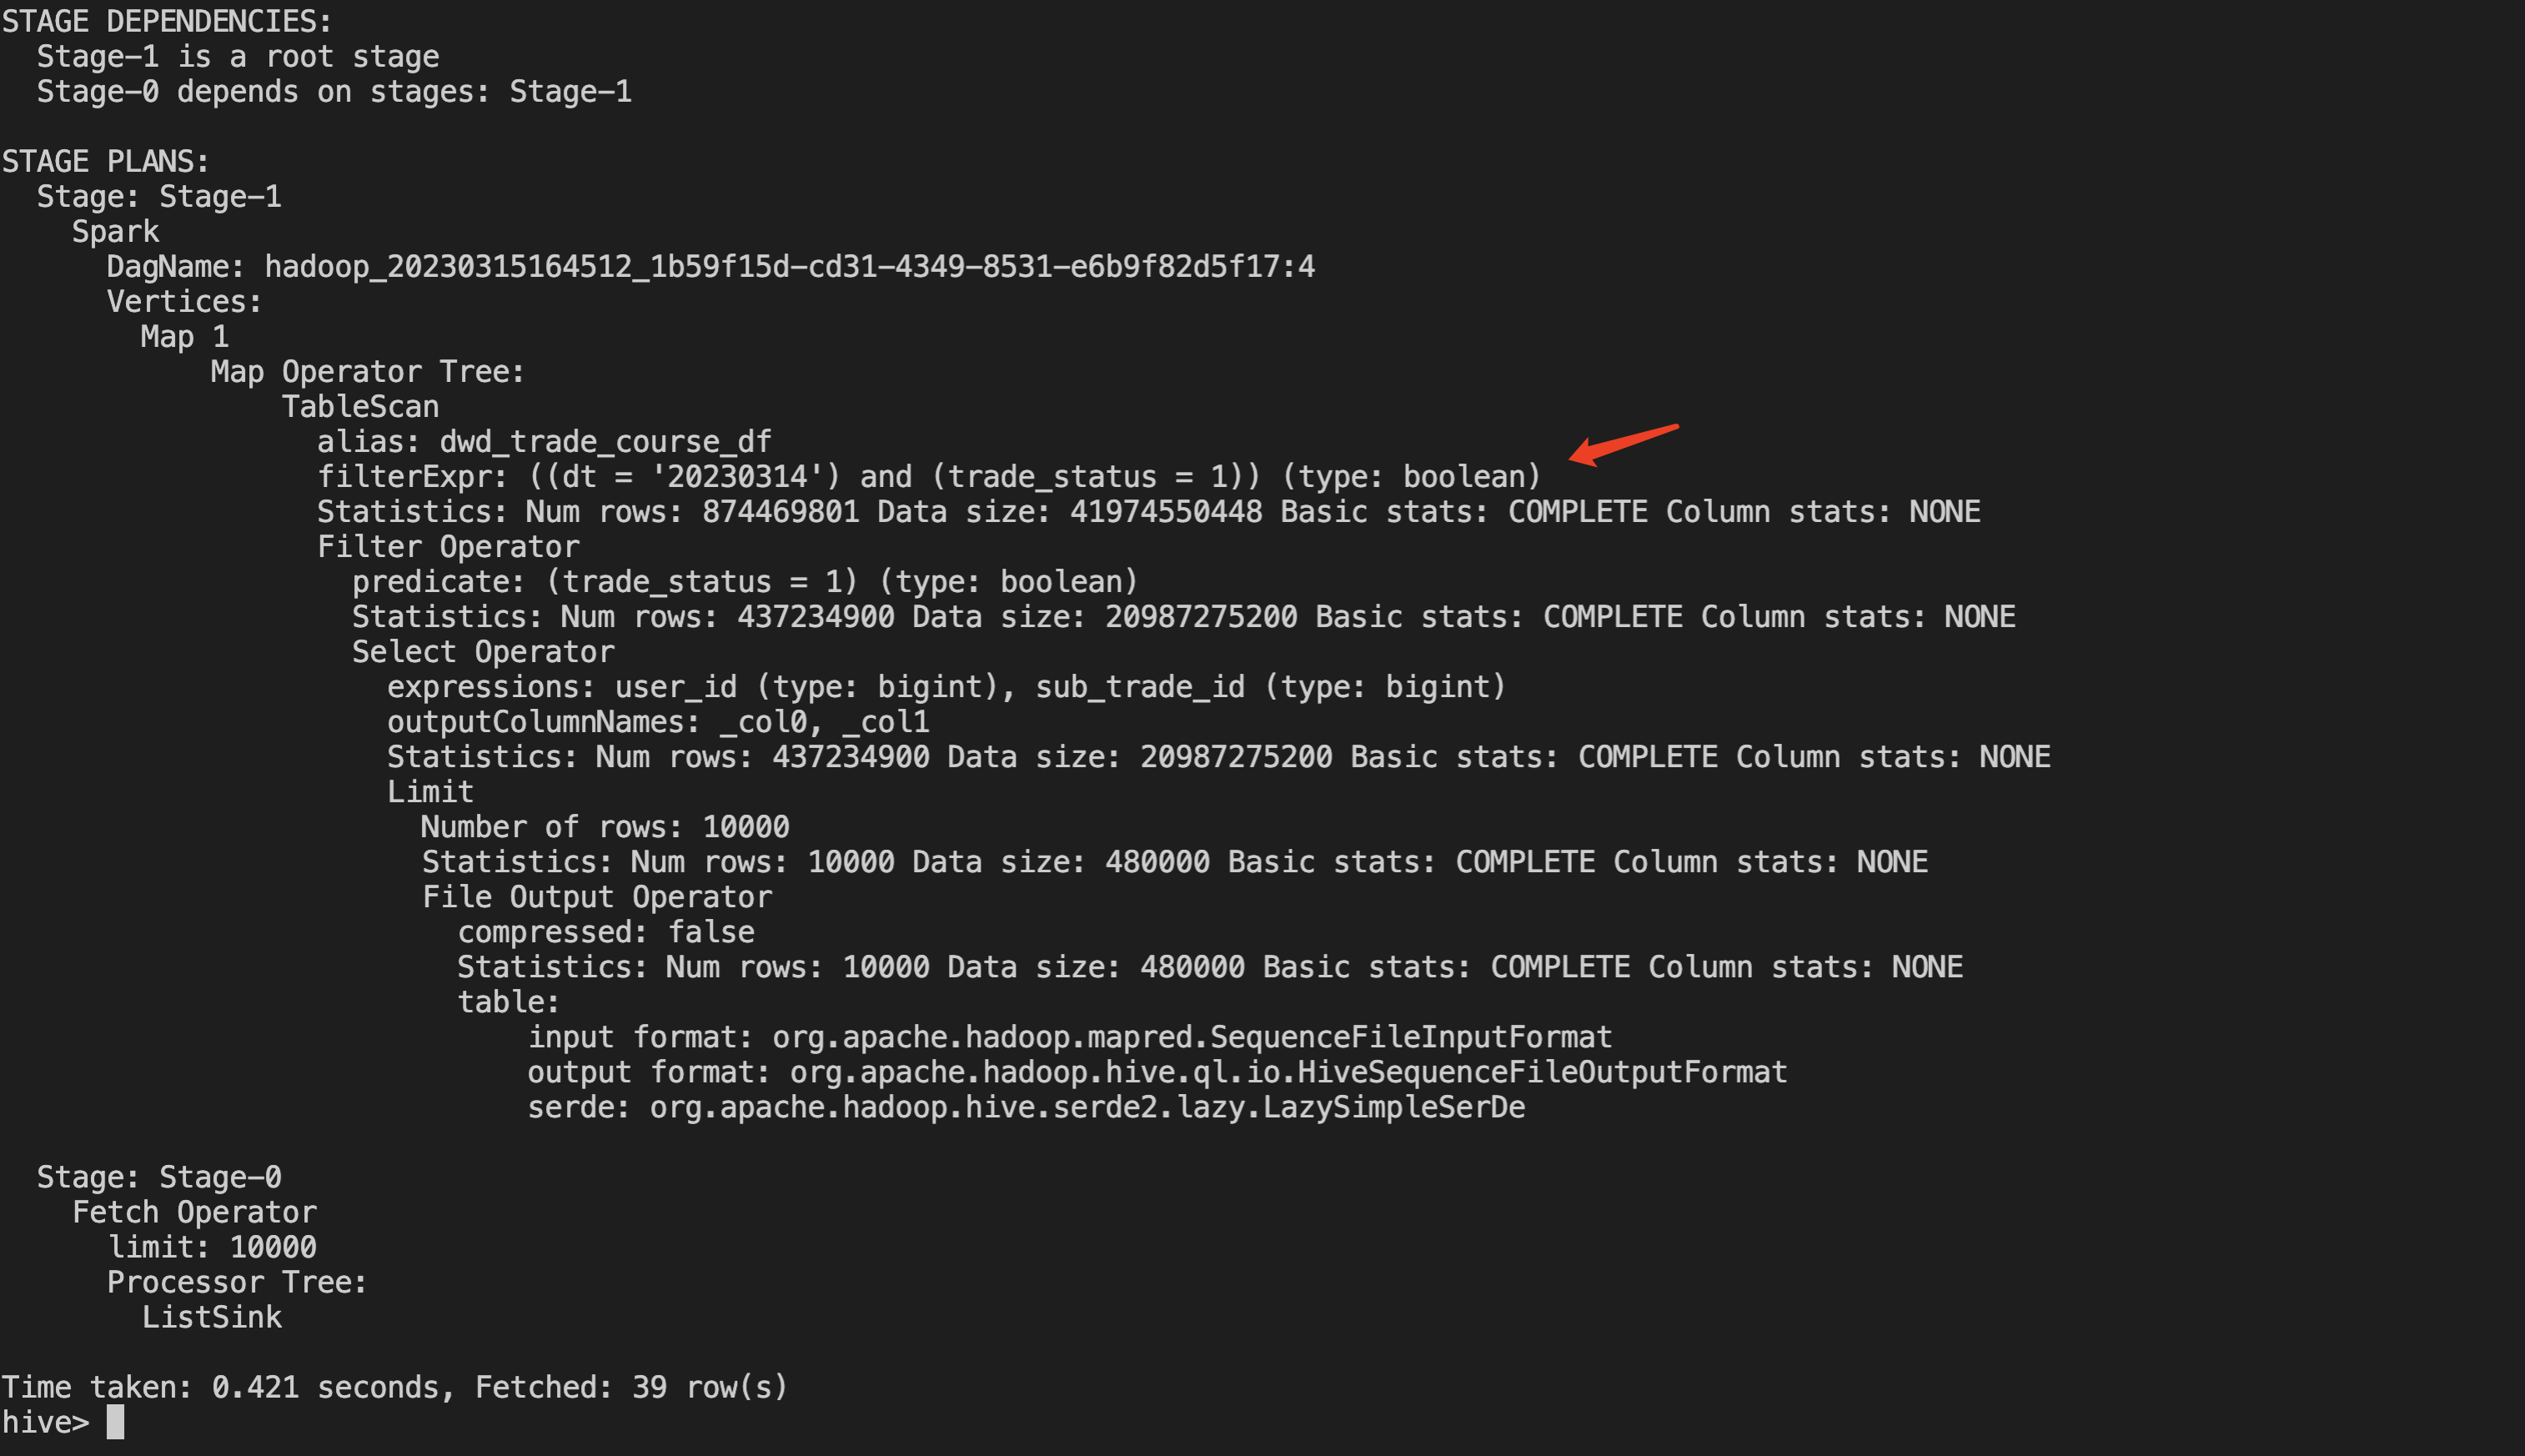 STAGE DEPENDENCIES:
  Stage-1 is a root stage
  Stage-0 depends on stages: Stage-1

STAGE PLANS:
  Stage: Stage-1
    Spark
      DagName: hadoop_20230315164512_1b59f15d-cd31-4349-8531-e6b9f82d5f17:4
      Vertices:
        Map 1
            Map Operator Tree:
                TableScan
                  alias: dwd_trade_course_df
                  filterExpr: ((dt = '20230314') and (trade_status = 1)) (type: boolean)
                  Statistics: Num rows: 874469801 Data size: 41974550448 Basic stats: COMPLETE Column stats: NONE
                  Filter Operator
                    predicate: (trade_status = 1) (type: boolean)
                    Statistics: Num rows: 437234900 Data size: 20987275200 Basic stats: COMPLETE Column stats: NONE
                    Select Operator
                      expressions: user_id (type: bigint), sub_trade_id (type: bigint)
                      outputColumnNames: _col0, _col1
                      Statistics: Num rows: 437234900 Data size: 20987275200 Basic stats: COMPLETE Column stats: NONE
                      Limit
                        Number of rows: 10000
                        Statistics: Num rows: 10000 Data size: 480000 Basic stats: COMPLETE Column stats: NONE
                        File Output Operator
                          compressed: false
                          Statistics: Num rows: 10000 Data size: 480000 Basic stats: COMPLETE Column stats: NONE
                          table:
                              input format: org.apache.hadoop.mapred.SequenceFileInputFormat
                              output format: org.apache.hadoop.hive.ql.io.HiveSequenceFileOutputFormat
                              serde: org.apache.hadoop.hive.serde2.lazy.LazySimpleSerDe

  Stage: Stage-0
    Fetch Operator
      limit: 10000
      Processor Tree:
        ListSink

Time taken: 0.421 seconds, Fetched: 39 row(s)
hive>